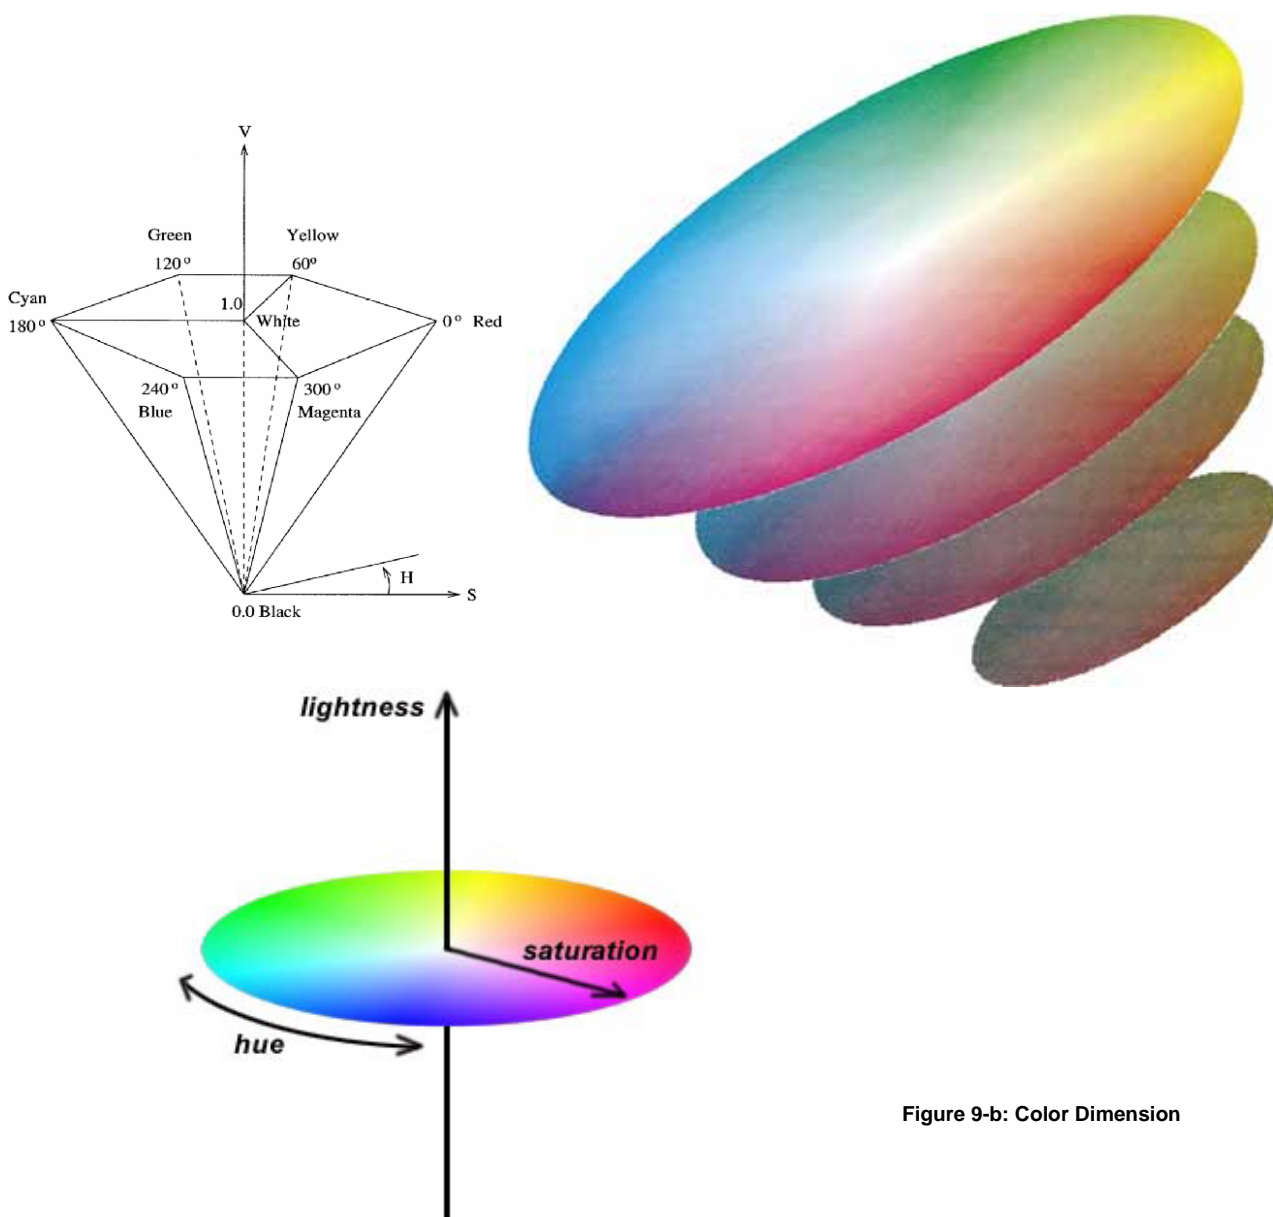 V
Green
Yellow
120°
60°
1.0
Cyan
180°
White
0° Red
240°
Blue
300°
Magenta
H
S
0.0 Black
lightness
saturation
hue
Figure 9-b: Color Dimension